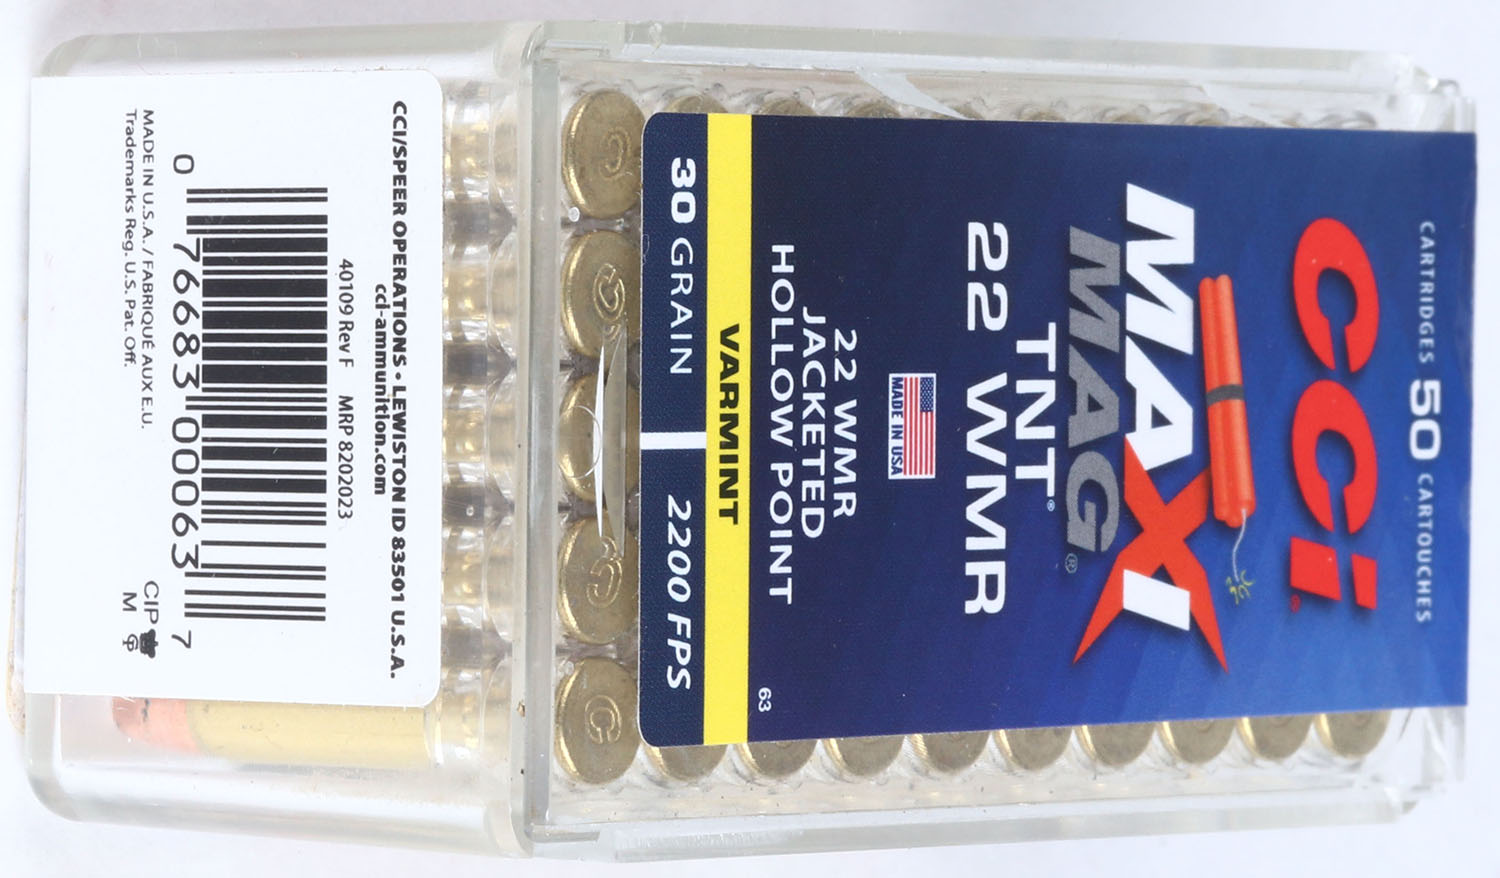 CARTRIDGES 50 CARTOUCHES
CCI®
MAXI
MAG®
TNT®
22 WMR
MADE IN USA
22 WMR
JACKETED
HOLLOW POINT
63
VARMINT
30 GRAIN 2200 FPS
CCI/SPEER OPERATIONS • LEWISTON ID 83501 U.S.A.
cci-ammunition.com
40109 Rev F MRP 8202023
0 76683 00063 7
CIP
M
MADE IN U.S.A. / FABRIQUÉ AUX E.U.
Trademarks Reg. U.S. Pat. Off.
C
C
C
C